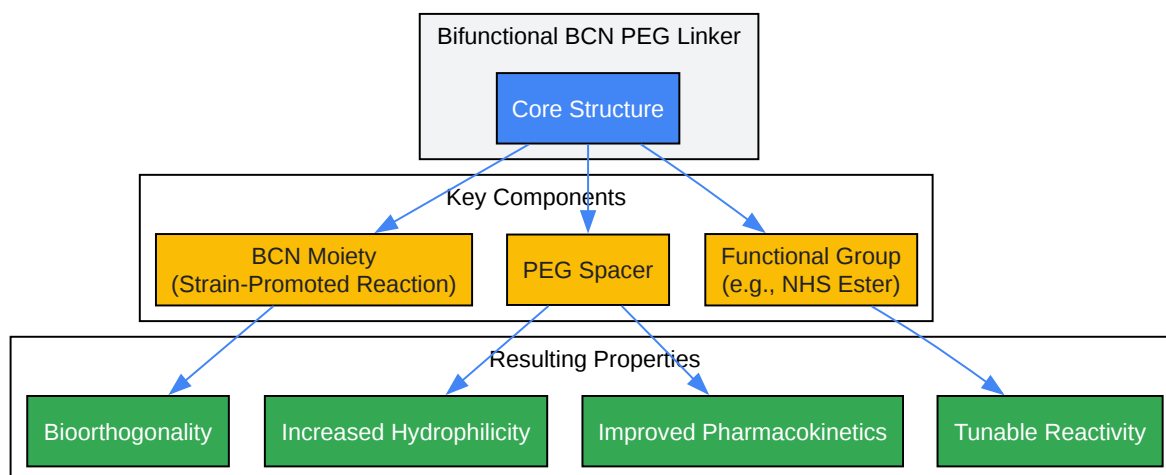 Bifunctional BCN PEG Linker
Core Structure
Key Components
BCN Moiety
(Strain-Promoted Reaction)
PEG Spacer
Functional Group
(e.g., NHS Ester)
Resulting Properties
Bioorthogonality
Increased Hydrophilicity
Improved Pharmacokinetics
Tunable Reactivity